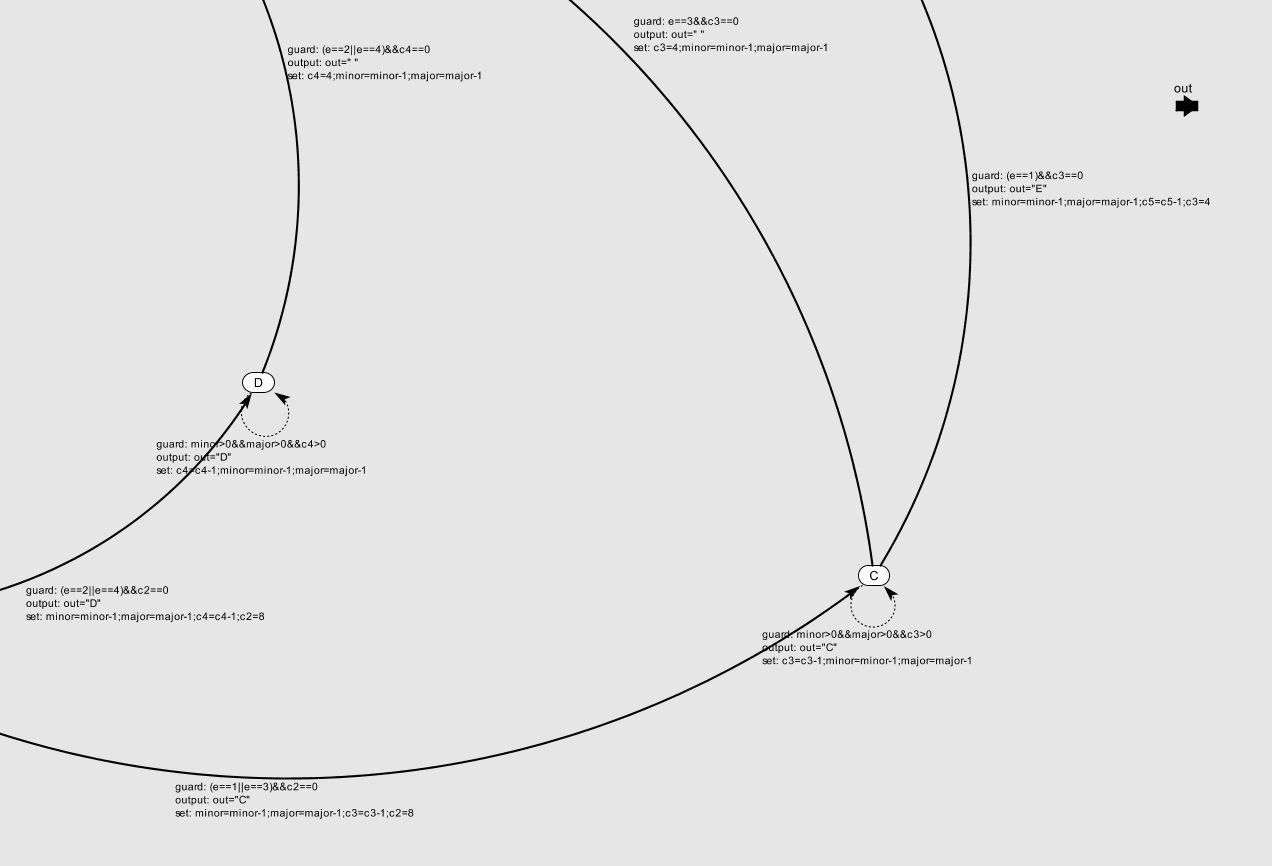 guard: e==3&&c3==0
output: out=" "
set: c3=4;minor=minor-1;major=major-1
guard: (e==2||e==4)&&c4==0
output: out=" "
set: c4=4;minor=minor-1;major=major-1
out
guard: (e==1)&&c3==0
output: out="E"
set: minor=minor-1;major=major-1;c5=c5-1;c3=4
D
guard: minor>0&&major>0&&c4>0
output: out="D"
set: c4=c4-1;minor=minor-1;major=major-1
C
guard: (e==2||e==4)&&c2==0
output: out="D"
set: minor=minor-1;major=major-1;c4=c4-1;c2=8
guard: minor>0&&major>0&&c3>0
output: out="C"
set: c3=c3-1;minor=minor-1;major=major-1
guard: (e==1||e==3)&&c2==0
output: out="C"
set: minor=minor-1;major=major-1;c3=c3-1;c2=8